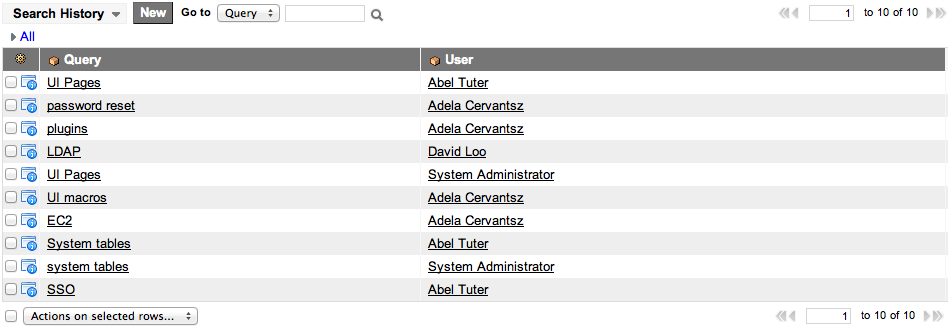 Search History New Go to Query 1 to 10 of 10
All
Query User
UI Pages Abel Tuter
password reset Adela Cervantsz
plugins Adela Cervantsz
LDAP David Loo
UI Pages System Administrator
UI macros Adela Cervantsz
EC2 Adela Cervantsz
System tables Abel Tuter
system tables System Administrator
SSO Abel Tuter
Actions on selected rows... 1 to 10 of 10